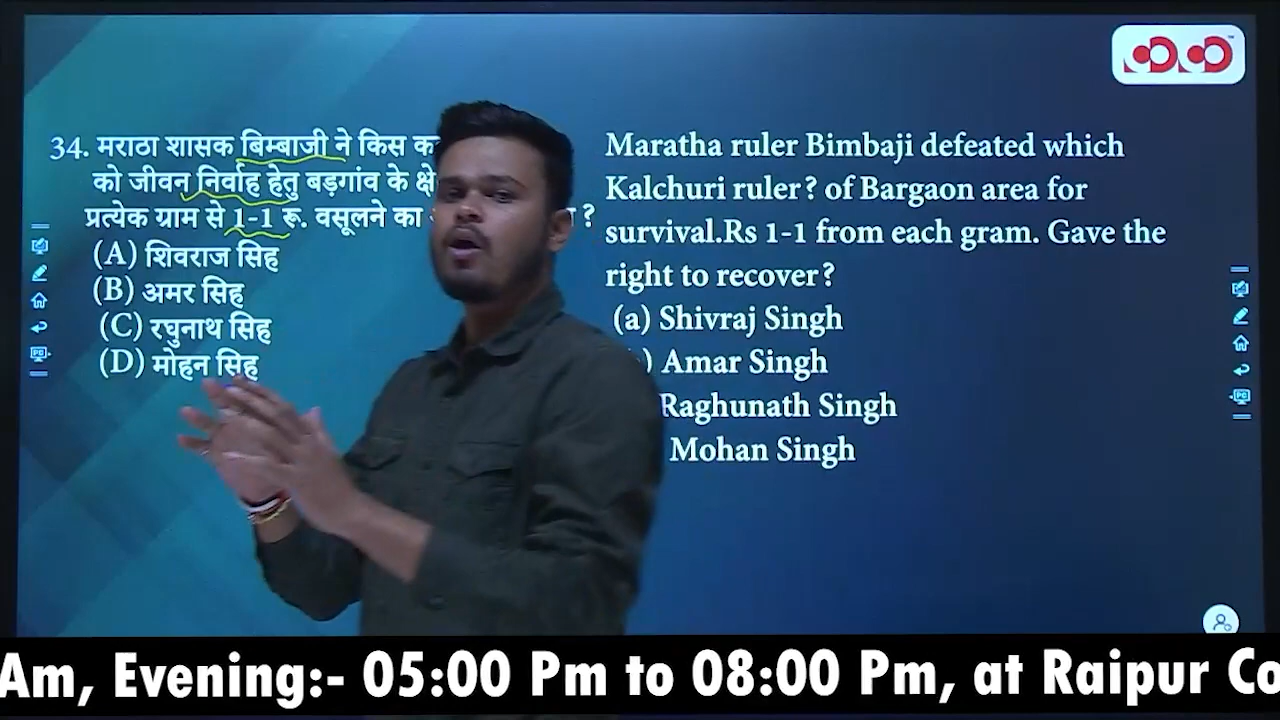 34. मराठा शासक बिम्बाजी ने किस
को जीवन निर्वाह हेतु बड़गांव के
प्रत्येक ग्राम से 1-1 रू. वसूलने का ?
(A) शिवराज सिंह
(B) अमर सिंह
(C) रघुनाथ सिंह
(D) मोहन सिंह
Maratha ruler Bimbaji defeated which
Kalchuri ruler? of Bargaon area for
survival.Rs 1-1 from each gram. Gave the
right to recover?
(a) Shivraj Singh
) Amar Singh
Raghunath Singh
Mohan Singh
Am, Evening:- 05:00 Pm to 08:00 Pm, at Raipur